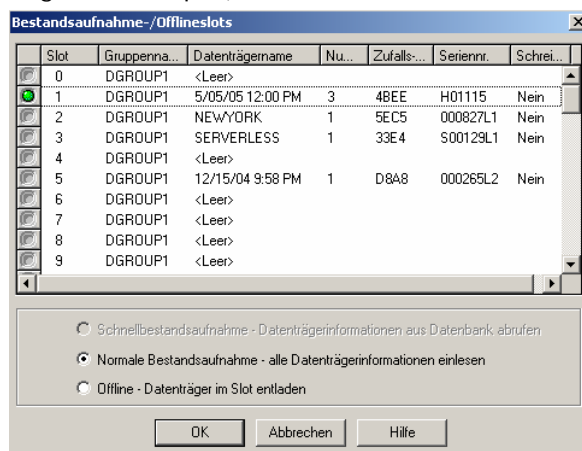 Bestandsaufnahme-/Offlineslots
Slot Gruppenna... Datenträgername Nu... Zufalls-... Seriennr. Schrei...
0 DGROUP1 <Leer>
1 DGROUP1 5/05/05 12:00 PM 3 4BEE H01115 Nein
2 DGROUP1 NEWYORK 1 5EC5 000827L1 Nein
3 DGROUP1 SERVERLESS 1 33E4 S00129L1 Nein
4 DGROUP1 <Leer>
5 DGROUP1 12/15/04 9:58 PM 1 D8A8 000265L2 Nein
6 DGROUP1 <Leer>
7 DGROUP1 <Leer>
8 DGROUP1 <Leer>
9 DGROUP1 <Leer>
Schnellbestandsaufnahme - Datenträgerinformationen aus Datenbank abrufen
Normale Bestandsaufnahme - alle Datenträgerinformationen einlesen
Offline - Datenträger im Slot entladen
OK Abbrechen Hilfe